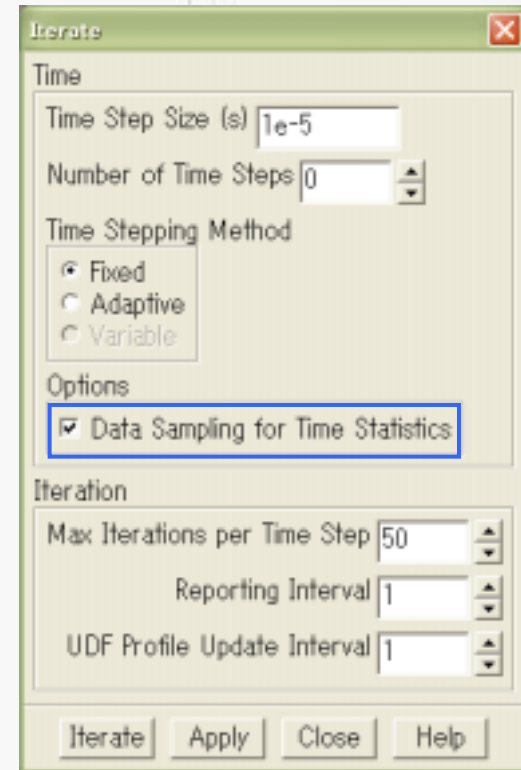 Iterate
Time
Time Step Size (s) 1e-5
Number of Time Steps 0
Time Stepping Method
Fixed
Adaptive
Variable
Options
Data Sampling for Time Statistics
Iteration
Max Iterations per Time Step 50
Reporting Interval 1
UDF Profile Update Interval 1
Iterate Apply Close Help